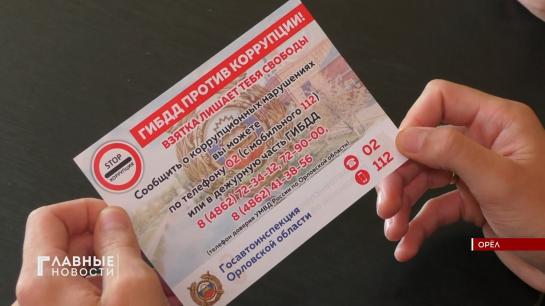 ГИБДД ПРОТИВ КОРРУПЦИИ!
ВЗЯТКА ЛИШАЕТ ТЕБЯ СВОБОДЫ
STOP
КОРРУПЦИЯ
Сообщить о коррупционных нарушениях
вы можете
по телефону 02 (с мобильного 112)
или в дежурную часть ГИБДД
8 (4862) 72-34-12, 72-90-00,
8 (4862) 41-38-56
(телефон доверия УМВД России по Орловской области)
02
112
Госавтоинспекция
Орловской области
ОРЁЛ
ГЛАВНЫЕ
НОВОСТИ